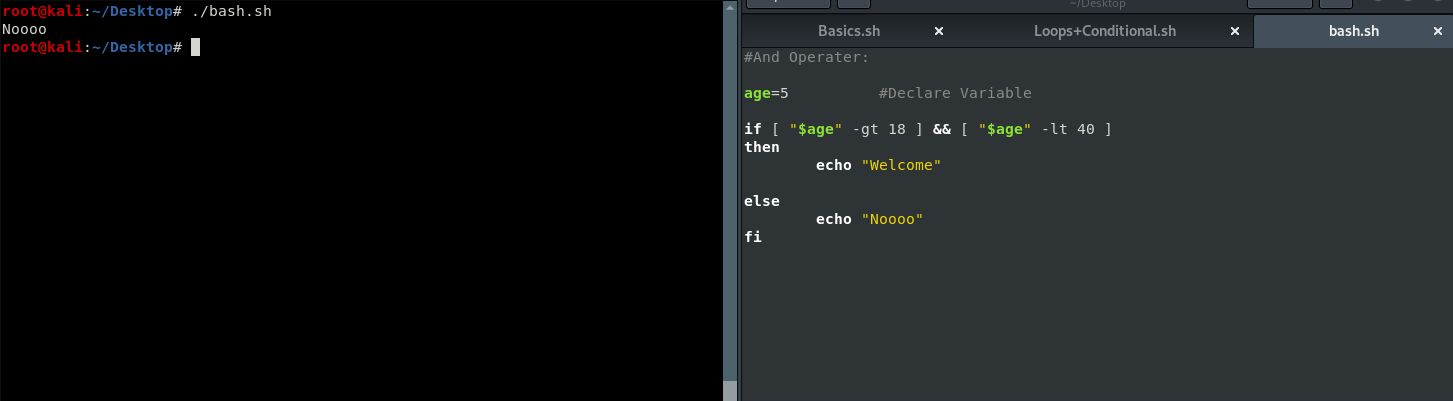 root@kali:~/Desktop# ./bash.sh
Noooo
root@kali:~/Desktop#
~/Desktop
Basics.sh × Loops+Conditional.sh × bash.sh ×
#And Operater:
age=5 #Declare Variable
if [ "$age" -gt 18 ] && [ "$age" -lt 40 ]
then
echo "Welcome"
else
echo "Noooo"
fi